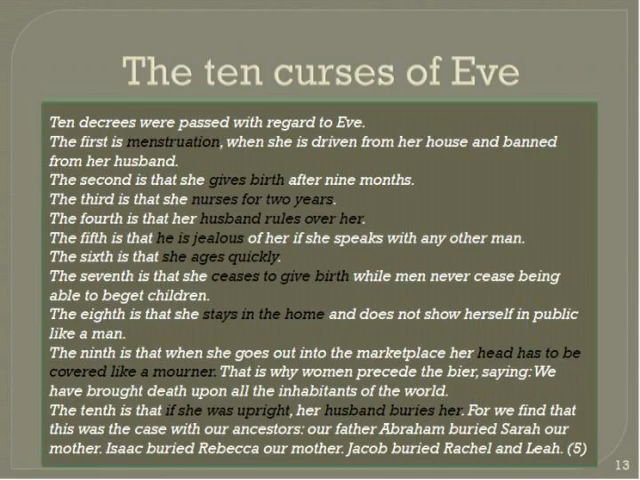 The ten curses of Eve
Ten decrees were passed with regard to Eve.
The first is menstruation, when she is driven from her house and banned
from her husband.
The second is that she gives birth after nine months.
The third is that she nurses for two years.
The fourth is that her husband rules over her.
The fifth is that he is jealous of her if she speaks with any other man.
The sixth is that she ages quickly.
The seventh is that she ceases to give birth while men never cease being
able to beget children.
The eighth is that she stays in the home and does not show herself in public
like a man.
The ninth is that when she goes out into the marketplace her head has to be
covered like a mourner. That is why women precede the bier, saying: We
have brought death upon all the inhabitants of the world.
The tenth is that if she was upright, her husband buries her. For we find that
this was the case with our ancestors: our father Abraham buried Sarah our
mother. Isaac buried Rebecca our mother. Jacob buried Rachel and Leah. (5)
13